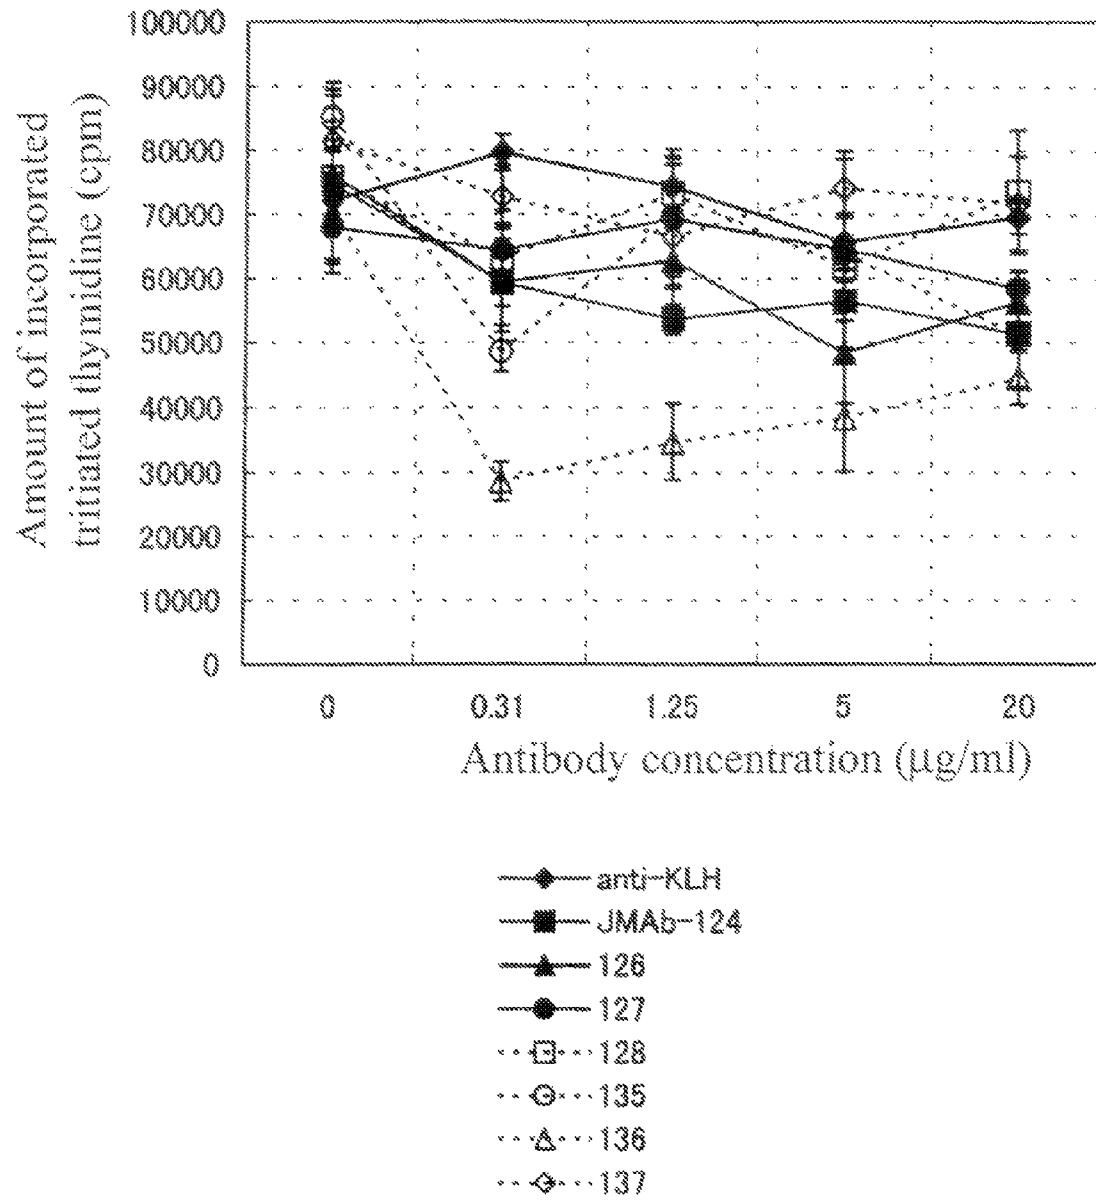 100000
90000
80000
70000
60000
50000
40000
30000
20000
10000
0
Amount of incorporated
tritiated thymidine (cpm)
0 0.31 1.25 5 20
Antibody concentration (μg/ml)
anti-KLH
JMAb-124
126
127
128
135
136
137